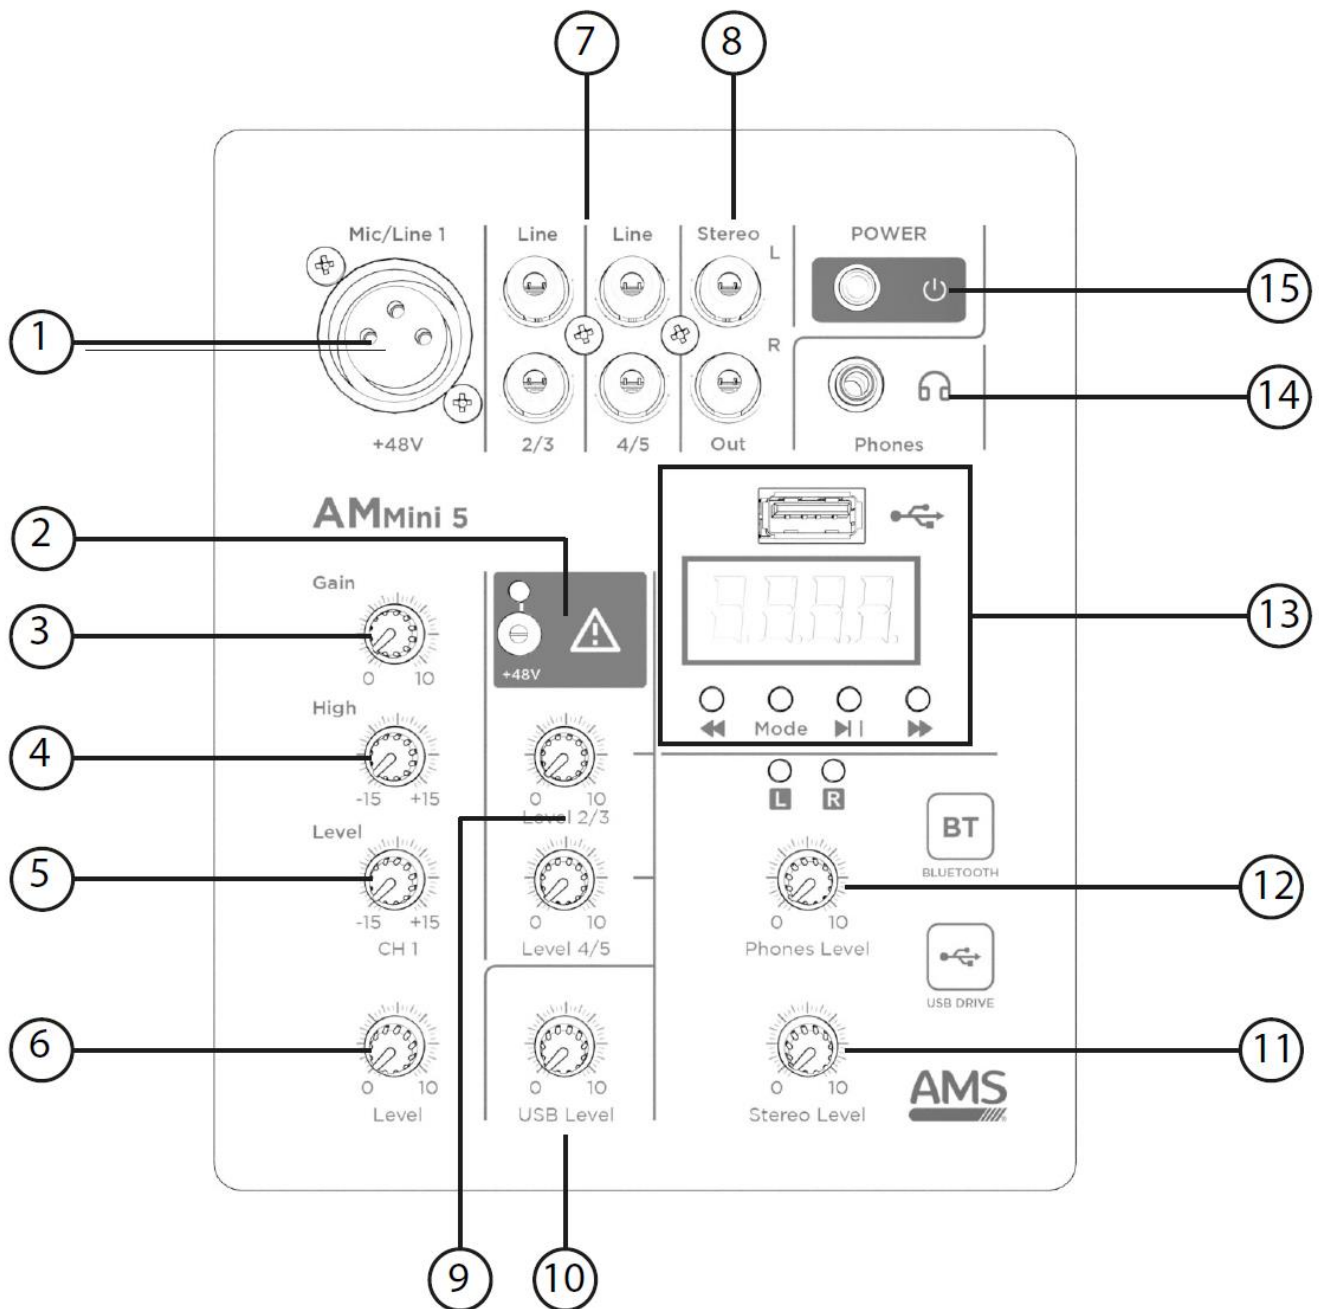 7
8
Mic/Line 1
Line
Line
Stereo
L
POWER
15
1
R
14
+48V
2/3
4/5
Out
Phones
AMMini 5
2
Gain
+48V
3
0 10
13
High
Mode
4
-15 +15
0 10
Level 2/3
L R
BT
BLUETOOTH
9
Level
5
-15 +15
CH 1
0 10
Level 4/5
0 10
Phones Level
12
USB DRIVE
6
0 10
Level
0 10
USB Level
0 10
Stereo Level
11
AMS
9
10